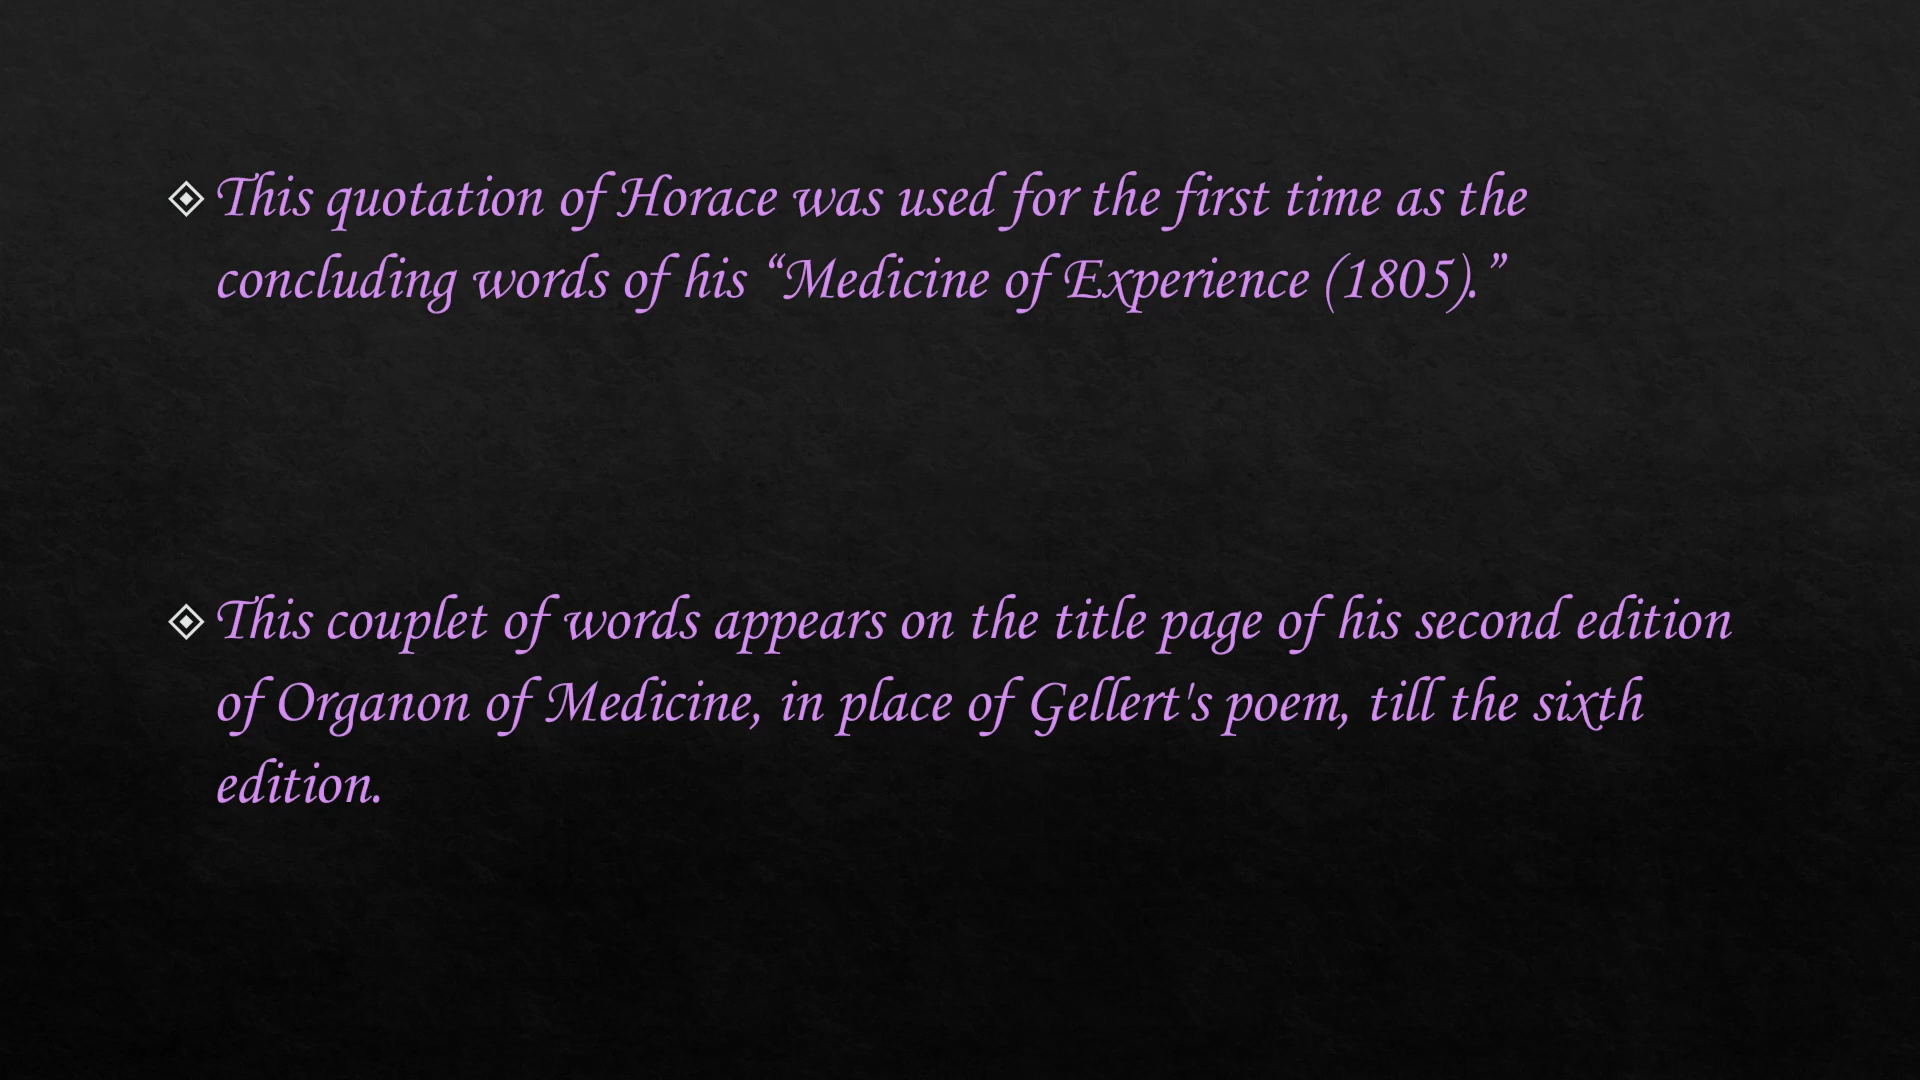 This quotation of Horace was used for the first time as the
concluding words of his “Medicine of Experience (1805).”
This couplet of words appears on the title page of his second edition
of Organon of Medicine, in place of Gellert's poem, till the sixth
edition.